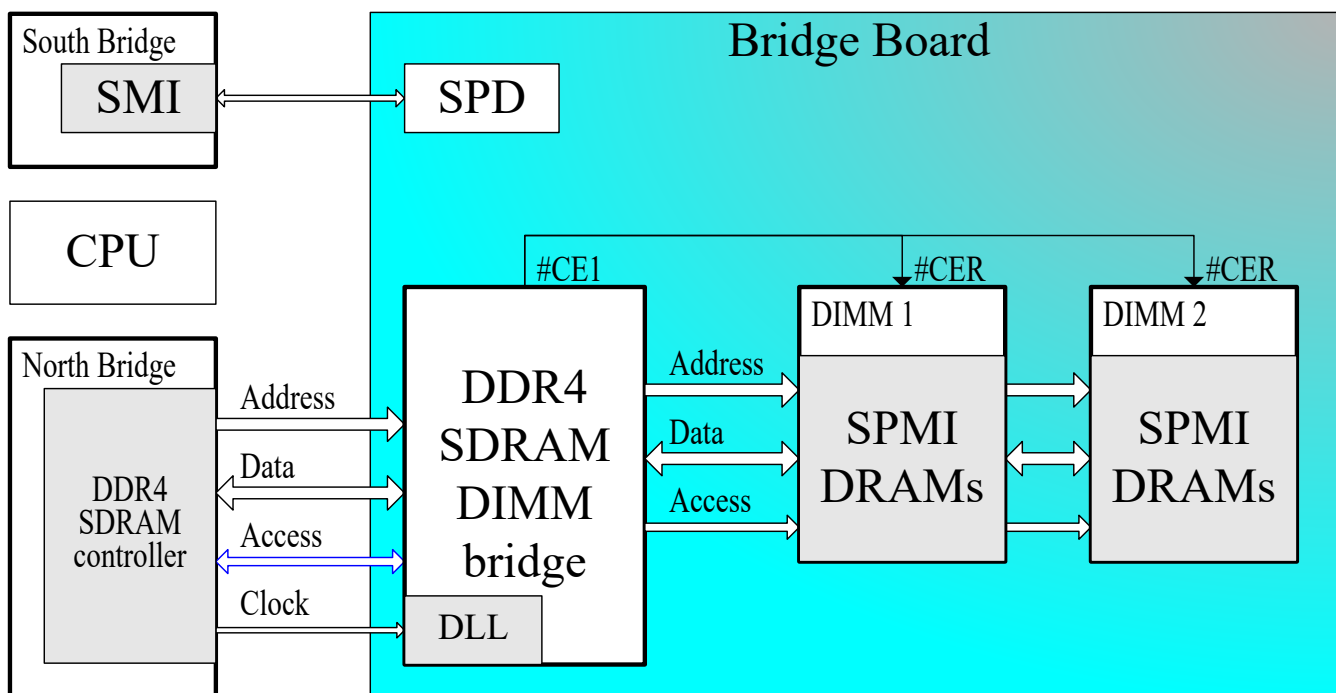 South Bridge
SMI
SPD
Bridge Board
CPU
#CE1
#CER
#CER
North Bridge
DDR4
SDRAM
controller
Address
Data
Access
Clock
DDR4
SDRAM
DIMM
bridge
DLL
Address
Data
Access
DIMM 1
SPMI
DRAMs
DIMM 2
SPMI
DRAMs